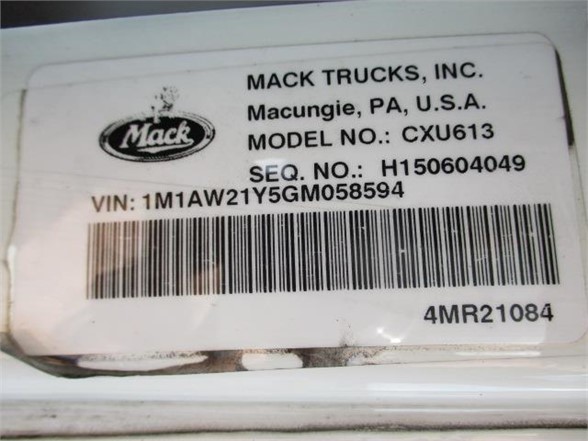 Mack
MACK TRUCKS, INC.
Macungie, PA, U.S.A.
MODEL NO.: CXU613
SEQ. NO.: H150604049
VIN: 1M1AW21Y5GM058594
4MR21084